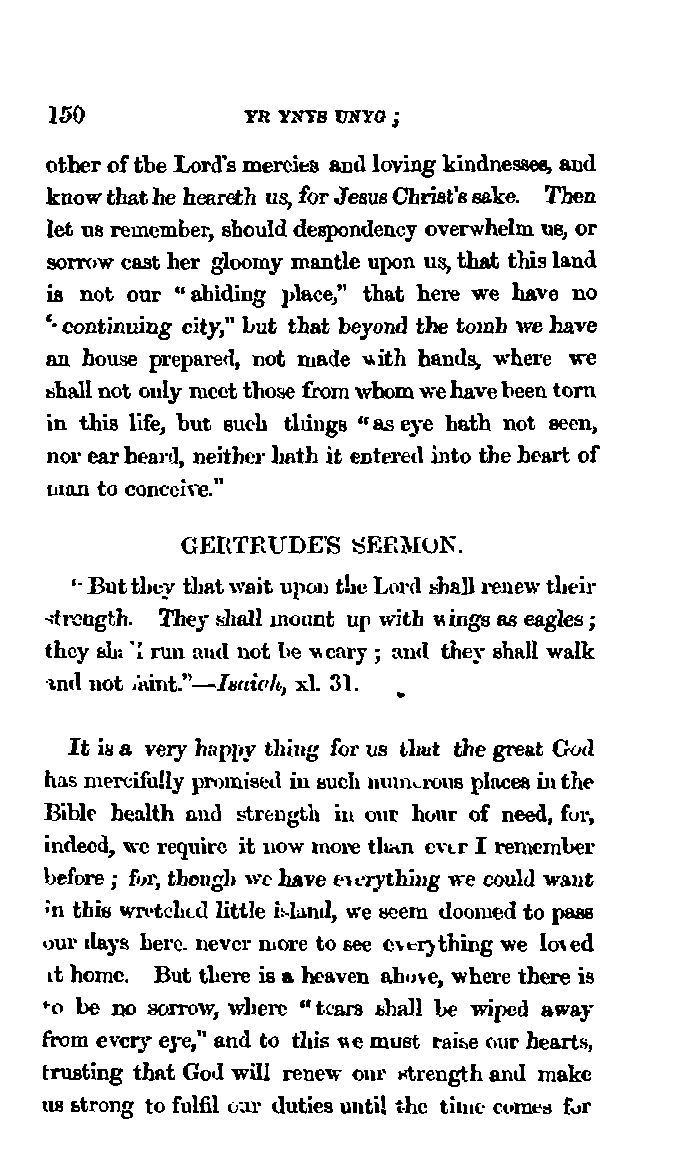 150 YR YNYS UNYG ;
other of the Lord's mercies and loving kindnesses, and
know that he heareth us, for Jesus Christ's sake. Then
let us remember, should despondency overwhelm us, or
sorrow cast her gloomy mantle upon us, that this land
is not our "abiding place," that here we have no
"continuing city," but that beyond the tomb we have
an house prepared, not made with hands, where we
shall not only meet those from whom we have been torn
in this life, but such things "as eye hath not seen,
nor ear heard, neither hath it entered into the heart of
man to conceive."
GERTRUDE'S SERMON.
"But they that wait upon the Lord shall renew their
strength. They shall mount up with wings as eagles ;
they shall run and not be weary ; and they shall walk
and not faint."—Isaiah, xl. 31.
It is a very happy thing for us that the great God
has mercifully promised in such numerous places in the
Bible health and strength in our hour of need, for,
indeed, we require it now more than ever I remember
before ; for, though we have everything we could want
in this wretched little island, we seem doomed to pass
our days here, never more to see everything we loved
at home. But there is a heaven above, where there is
to be no sorrow, where "tears shall be wiped away
from every eye," and to this we must raise our hearts,
trusting that God will renew our strength and make
us strong to fulfil our duties until the time comes for